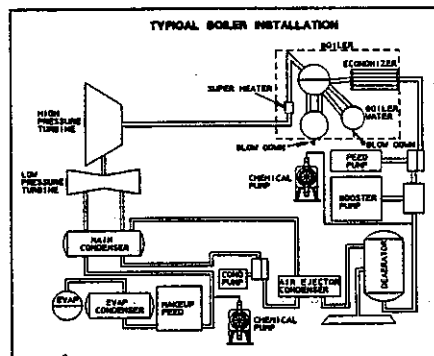 TYPICAL BOILER INSTALLATION
BOILER
ECONOMIZER
SUPER HEATER
HIGH
PRESSURE
TURBINE
BOILER
WATER
BLOW DOWN
BLOW DOWN
LOW
PRESSURE
TURBINE
CHEMICAL
PUMP
FEED
PUMP
BOOSTER
PUMP
MAIN
CONDENSER
COND
PUMP
AIR EJECTOR
CONDENSER
DEAERATOR
EVAP
EVAP
CONDENSER
MAKEUP
FEED
CHEMICAL
PUMP